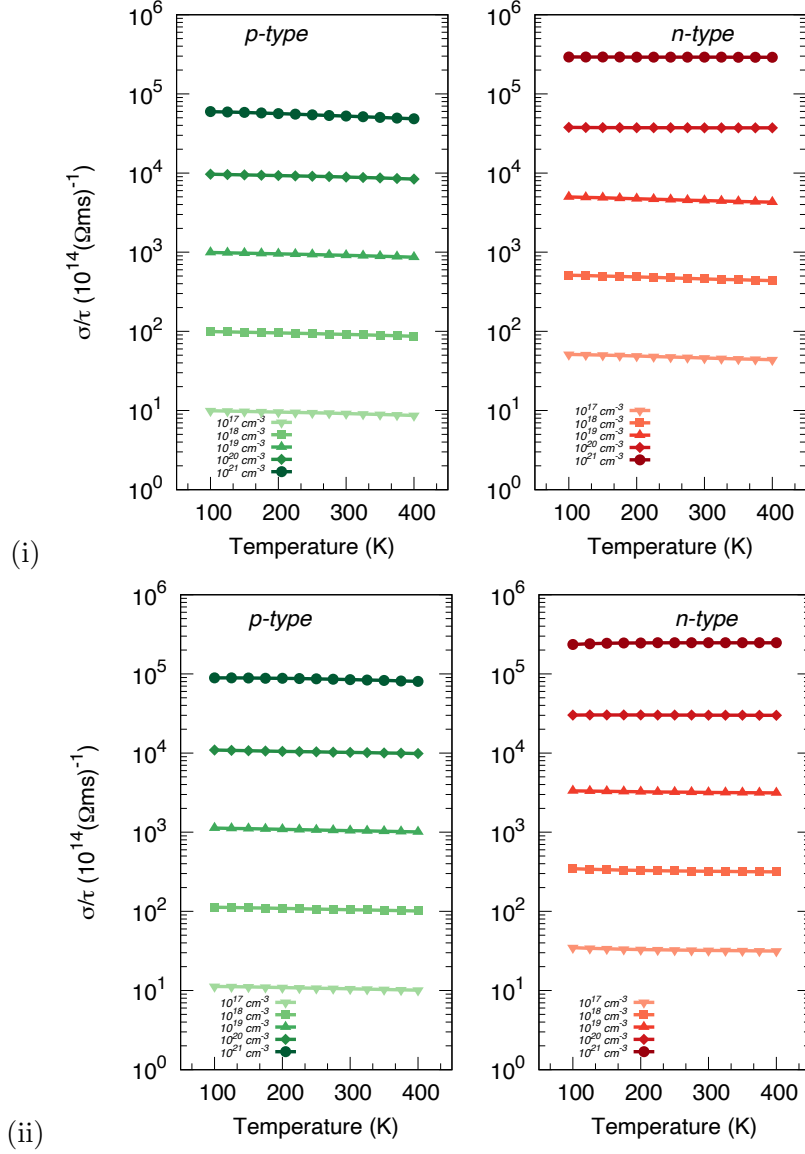 p-type
σ/τ (10^14(Ωms)^-1)
10^6
10^5
10^4
10^3
10^2
10^1
10^0
10^17 cm^-3
10^18 cm^-3
10^19 cm^-3
10^20 cm^-3
10^21 cm^-3
100 200 300 400
Temperature (K)
n-type
10^6
10^5
10^4
10^3
10^2
10^1
10^0
10^17 cm^-3
10^18 cm^-3
10^19 cm^-3
10^20 cm^-3
10^21 cm^-3
100 200 300 400
Temperature (K)
(i)
p-type
σ/τ (10^14(Ωms)^-1)
10^6
10^5
10^4
10^3
10^2
10^1
10^0
10^17 cm^-3
10^18 cm^-3
10^19 cm^-3
10^20 cm^-3
10^21 cm^-3
100 200 300 400
Temperature (K)
n-type
10^6
10^5
10^4
10^3
10^2
10^1
10^0
10^17 cm^-3
10^18 cm^-3
10^19 cm^-3
10^20 cm^-3
10^21 cm^-3
100 200 300 400
Temperature (K)
(ii)